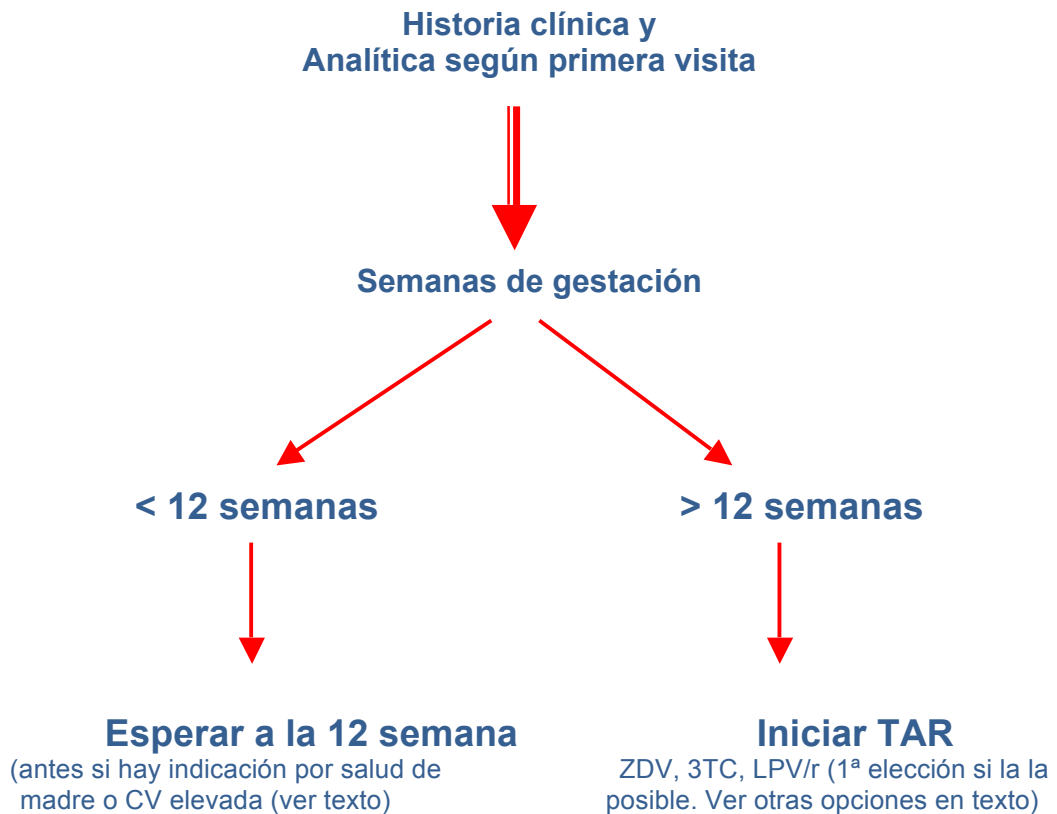 Historia clínica y
Analítica según primera visita
Semanas de gestación
< 12 semanas
> 12 semanas
Esperar a la 12 semana
(antes si hay indicación por salud de
madre o CV elevada (ver texto)
Iniciar TAR
ZDV, 3TC, LPV/r (1ª elección si la la
posible. Ver otras opciones en texto)